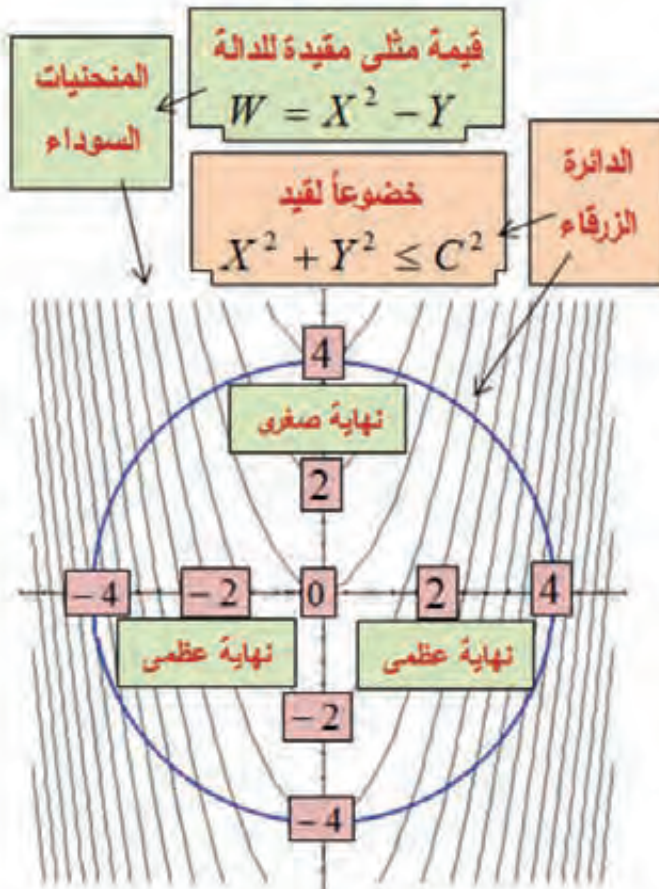 قيمة مثلى مقيدة للدالة
W = X² − Y
المنحنيات
السوداء
خضوعاً لقيد
X² + Y² ≤ C²
الدائرة
الزرقاء
4
نهاية صغرى
2
−4
−2
0
2
4
نهاية عظمى
نهاية عظمى
−2
−4